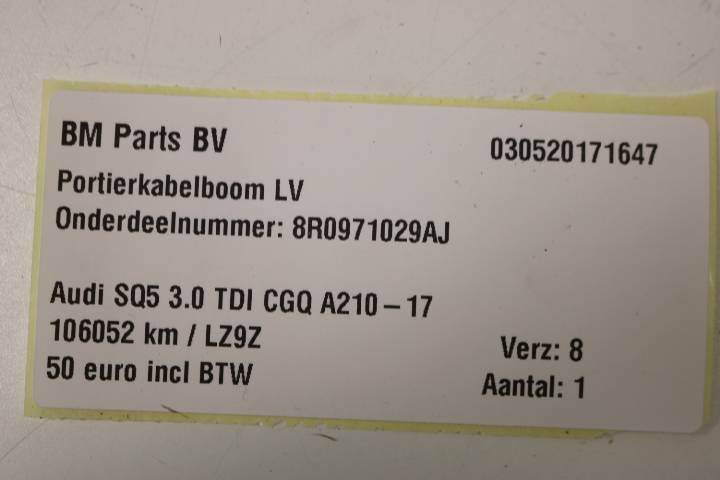 BM Parts BV 030520171647
Portierkabelboom LV
Onderdeelnummer: 8R0971029AJ
Audi SQ5 3.0 TDI CGQ A210-17
106052 km / LZ9Z
Verz: 8
50 euro incl BTW
Aantal: 1